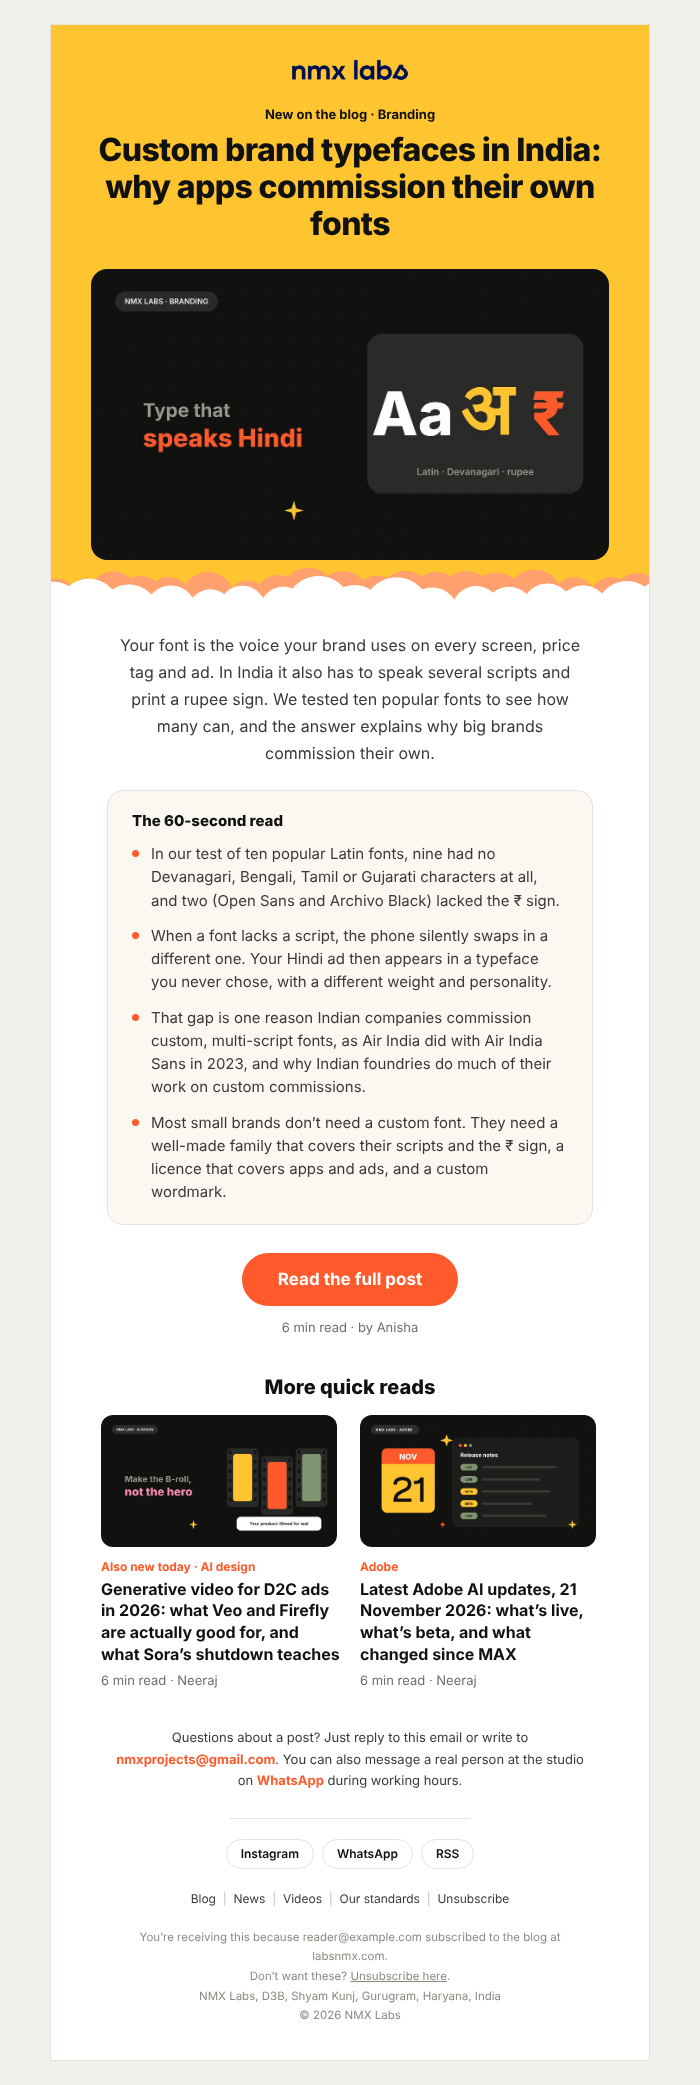 nmx labs
New on the blog · Branding
Custom brand typefaces in India:
why apps commission their own
fonts
NMX LABS · BRANDING
Type that
speaks Hindi
Aa अ ₹
Latin · Devanagari · rupee
Your font is the voice your brand uses on every screen, price
tag and ad. In India it also has to speak several scripts and
print a rupee sign. We tested ten popular fonts to see how
many can, and the answer explains why big brands
commission their own.
The 60-second read
In our test of ten popular Latin fonts, nine had no
Devanagari, Bengali, Tamil or Gujarati characters at all,
and two (Open Sans and Archivo Black) lacked the ₹ sign.
When a font lacks a script, the phone silently swaps in a
different one. Your Hindi ad then appears in a typeface
you never chose, with a different weight and personality.
That gap is one reason Indian companies commission
custom, multi-script fonts, as Air India did with Air India
Sans in 2023, and why Indian foundries do much of their
work on custom commissions.
Most small brands don’t need a custom font. They need a
well-made family that covers their scripts and the ₹ sign, a
licence that covers apps and ads, and a custom
wordmark.
Read the full post
6 min read · by Anisha
More quick reads
NMX LABS · AI DESIGN
Make the B-roll,
not the hero
Your product: filmed for real
NMX LABS · ADOBE
NOV
21
Release notes
Also new today · AI design
Generative video for D2C ads
in 2026: what Veo and Firefly
are actually good for, and
what Sora’s shutdown teaches
6 min read · Neeraj
Adobe
Latest Adobe AI updates, 21
November 2026: what’s live,
what’s beta, and what
changed since MAX
6 min read · Neeraj
Questions about a post? Just reply to this email or write to
nmxprojects@gmail.com. You can also message a real person at the studio
on WhatsApp during working hours.
Instagram WhatsApp RSS
Blog | News | Videos | Our standards | Unsubscribe
You’re receiving this because reader@example.com subscribed to the blog at
labsnmx.com.
Don’t want these? Unsubscribe here.
NMX Labs, D3B, Shyam Kunj, Gurugram, Haryana, India
© 2026 NMX Labs